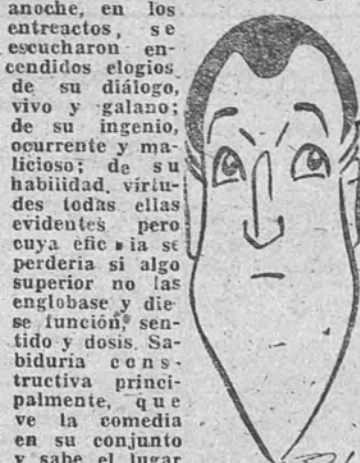 anoche, en los
entreactos, se
escucharon en-
cendidos elogios
de su diálogo,
vivo y galano;
de su ingenio,
ocurrente y ma-
licioso; de su
habilidad, virtu-
des todas ellas
evidentes pero
cuya se
perdería si algo
superior no las
englobase y die-
se función, sen-
tido y dosis. Sa-
biduría cons-
tructiva princi-
palmente, que
ve la comedia
en su conjunto
y sabe el lugar